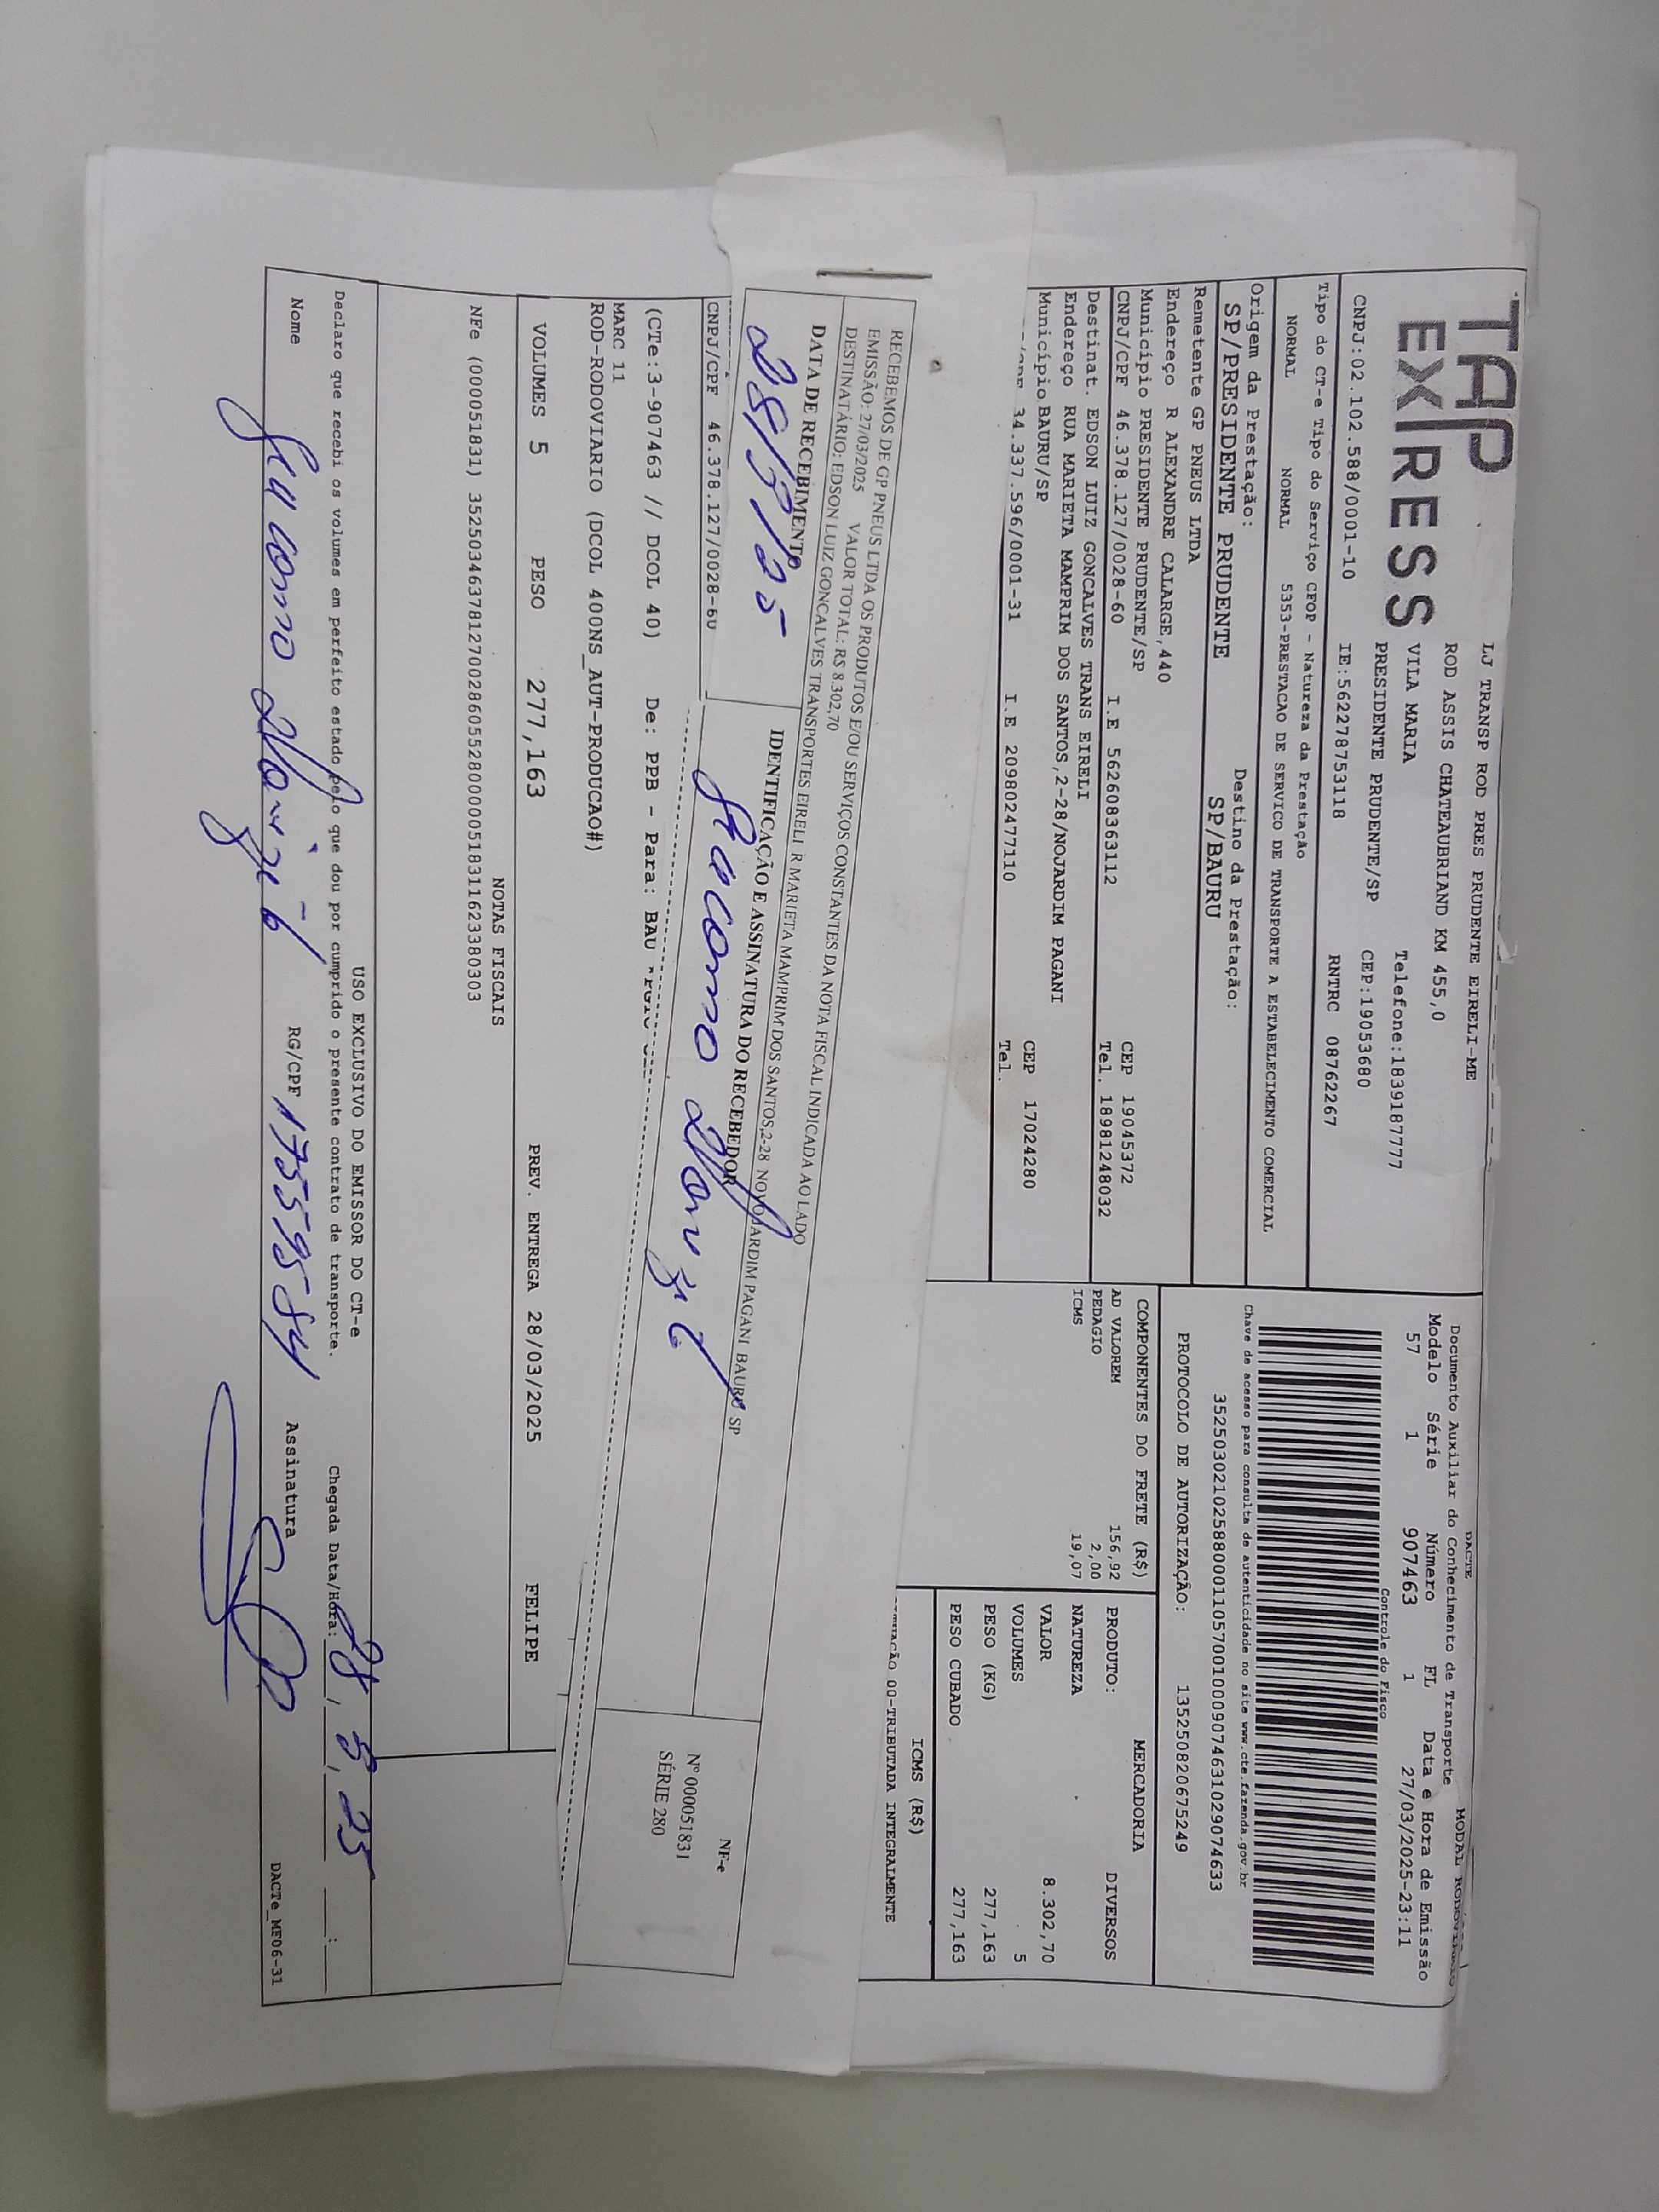 TAP
EXPRESS
LJ TRANSP ROD PRES PRUDENTE EIRELI-ME
ROD ASSIS CHATEAUBRIAND KM 455,0
VILA MARIA
Telefone:1839187777
PRESIDENTE PRUDENTE/SP
CEP:19053680
CNPJ:02.102.588/0001-10
IE:562278753118
RNTRC 08762267
DACTE
MODAL RODOVIARIO
Documento Auxiliar do Conhecimento de Transporte
Modelo Série Número FL Data e Hora de Emissão
57 1 907463 1 27/03/2025-23:11
Controle do Fisco
Chave de acesso para consulta de autenticidade no site www.cte.fazenda.gov.br
35250302102588000110570010009074631029074633
PROTOCOLO DE AUTORIZAÇÃO: 135250820675249
Tipo do CT-e Tipo do Serviço CFOP - Natureza da Prestação
NORMAL NORMAL 5353-PRESTACAO DE SERVICO DE TRANSPORTE A ESTABELECIMENTO COMERCIAL
Origem da Prestação: Destino da Prestação:
SP/PRESIDENTE PRUDENTE SP/BAURU
Remetente GP PNEUS LTDA
Endereço R ALEXANDRE CALARGE,440
Município PRESIDENTE PRUDENTE/SP CEP 19045372
CNPJ/CPF 46.378.127/0028-60 I.E 562608363112 Tel. 18981248032
Destinat. EDSON LUIZ GONCALVES TRANS EIRELI
Endereço RUA MARIETA MAMPRIM DOS SANTOS,2-28/NOJARDIM PAGANI
Município BAURU/SP CEP 17024280
34.337.596/0001-31 I.E 209802477110 Tel.
COMPONENTES DO FRETE (R$)
AD VALOREM 156,92
PEDAGIO 2,00
ICMS 19,07
MERCADORIA
PRODUTO: DIVERSOS
NATUREZA
VALOR 8.302,70
VOLUMES 5
PESO (KG) 277,163
PESO CUBADO 277,163
ICMS (R$)
00-TRIBUTADA INTEGRALMENTE
RECEBEMOS DE GP PNEUS LTDA OS PRODUTOS E/OU SERVIÇOS CONSTANTES DA NOTA FISCAL INDICADA AO LADO
EMISSÃO: 27/03/2025 VALOR TOTAL: R$ 8.302,70
DESTINATÁRIO: EDSON LUIZ GONCALVES TRANSPORTES EIRELI R MARIETA MAMPRIM DOS SANTOS,2-28 NOVO JARDIM PAGANI BAURU SP
DATA DE RECEBIMENTO IDENTIFICAÇÃO E ASSINATURA DO RECEBEDOR
NF-e
Nº 000051831
SÉRIE 280
CNPJ/CPF 46.378.127/0028-60
(CTe:3-907463 // DCOL 40) De: PPB - Para: BAU
MARC 11
ROD-RODOVIARIO (DCOL 400NS_AUT-PRODUCAO#)
VOLUMES 5 PESO 277,163 PREV. ENTREGA 28/03/2025 FELIPE
NOTAS FISCAIS
NFe (000051831) 35250346378127002860552800000518311623380303
USO EXCLUSIVO DO EMISSOR DO CT-e
Declaro que recebi os volumes em perfeito estado pelo que dou por cumprido o presente contrato de transporte.
Chegada Data/Hora:
Nome RG/CPF 17559584 Assinatura
DACTe_MF06-31